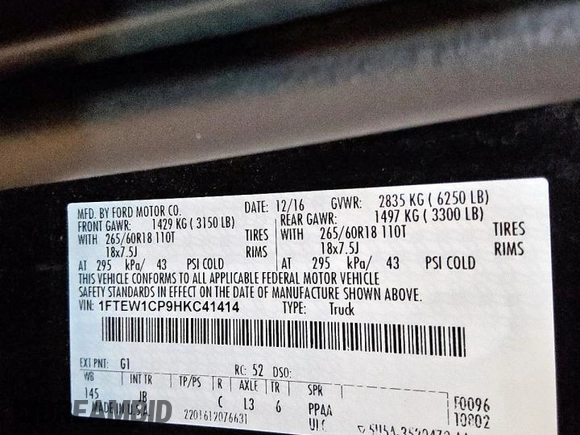 MFD. BY FORD MOTOR CO. DATE: 12/16 GVWR: 2835 KG ( 6250 LB)
FRONT GAWR: 1429 KG ( 3150 LB) REAR GAWR: 1497 KG ( 3300 LB)
WITH 265/60R18 110T TIRES WITH 265/60R18 110T TIRES
18x7.5J RIMS 18x7.5J RIMS
AT 295 kPa/ 43 PSI COLD AT 295 kPa/ 43 PSI COLD
THIS VEHICLE CONFORMS TO ALL APPLICABLE FEDERAL MOTOR VEHICLE
SAFETY STANDARDS IN EFFECT ON THE DATE OF MANUFACTURE SHOWN ABOVE.
VIN: 1FTEW1CP9HKC41414 TYPE: Truck
EXT PNT: G1 RC: 52 DSO:
WB INT TR TP/PS R AXLE TR SPR
145 JB C L3 6 PPAA F0096
MADE IN U.S.A. 2201612076631 10802